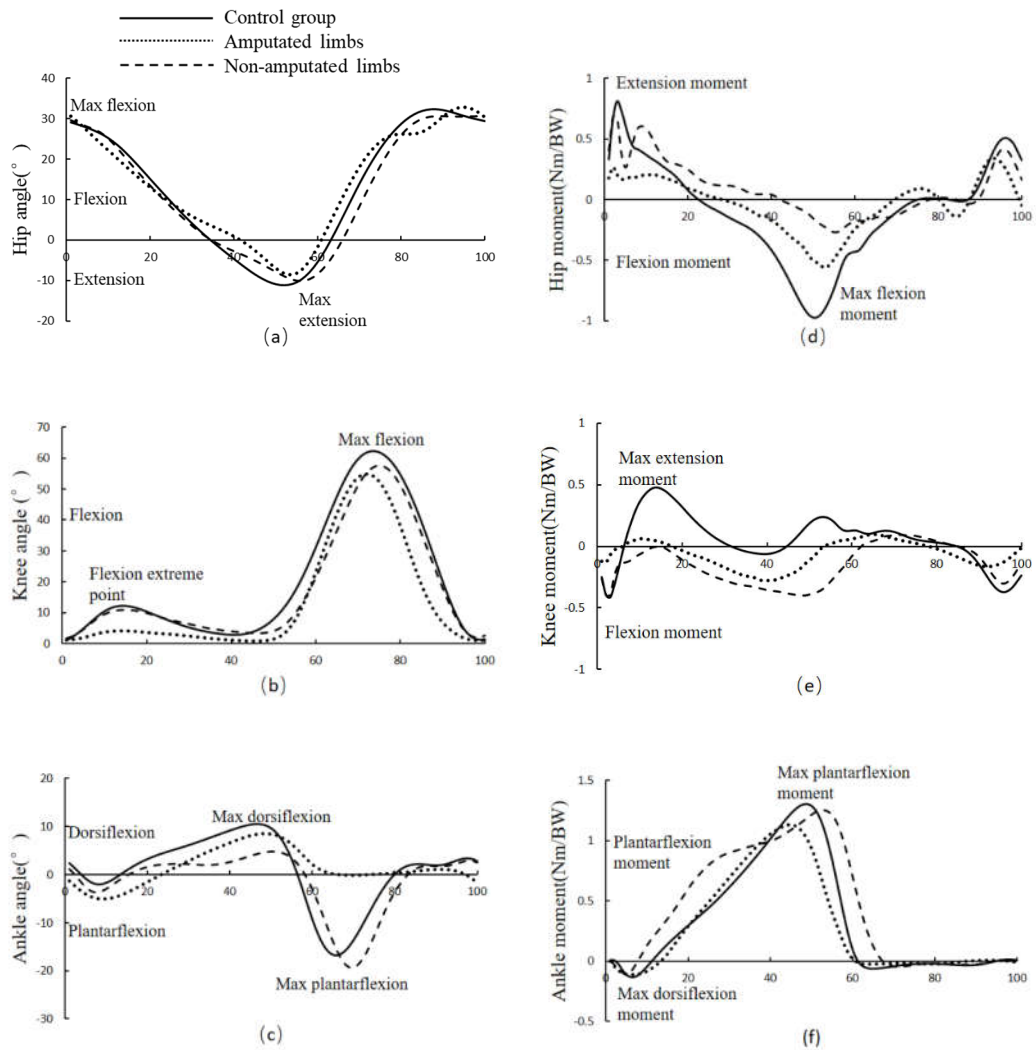 Control group
Amputated limbs
Non-amputated limbs
Hip angle(°)
40
30
20
10
0
-10
-20
Max flexion
Flexion
Extension
Max
extension
0
20
40
60
80
100
(a)
Hip moment(Nm/BW)
1
0.5
0
-0.5
-1
Extension moment
Flexion moment
Max flexion
moment
0
20
40
60
80
100
(d)
Knee angle(°)
70
60
50
40
30
20
10
0
Max flexion
Flexion
Flexion extreme
point
0
20
40
60
80
100
(b)
Knee moment(Nm/BW)
1
0.5
0
-0.5
-1
Max extension
moment
Flexion moment
0
20
40
60
80
100
(e)
Ankle angle(°)
20
10
0
-10
-20
-30
Dorsiflexion
Max dorsiflexion
Plantarflexion
Max plantarflexion
0
20
40
60
80
100
(c)
Ankle moment(Nm/BW)
1.5
1
0.5
0
-0.5
Max plantarflexion
moment
Plantarflexion
moment
Max dorsiflexion moment
0
20
40
60
80
100
(f)